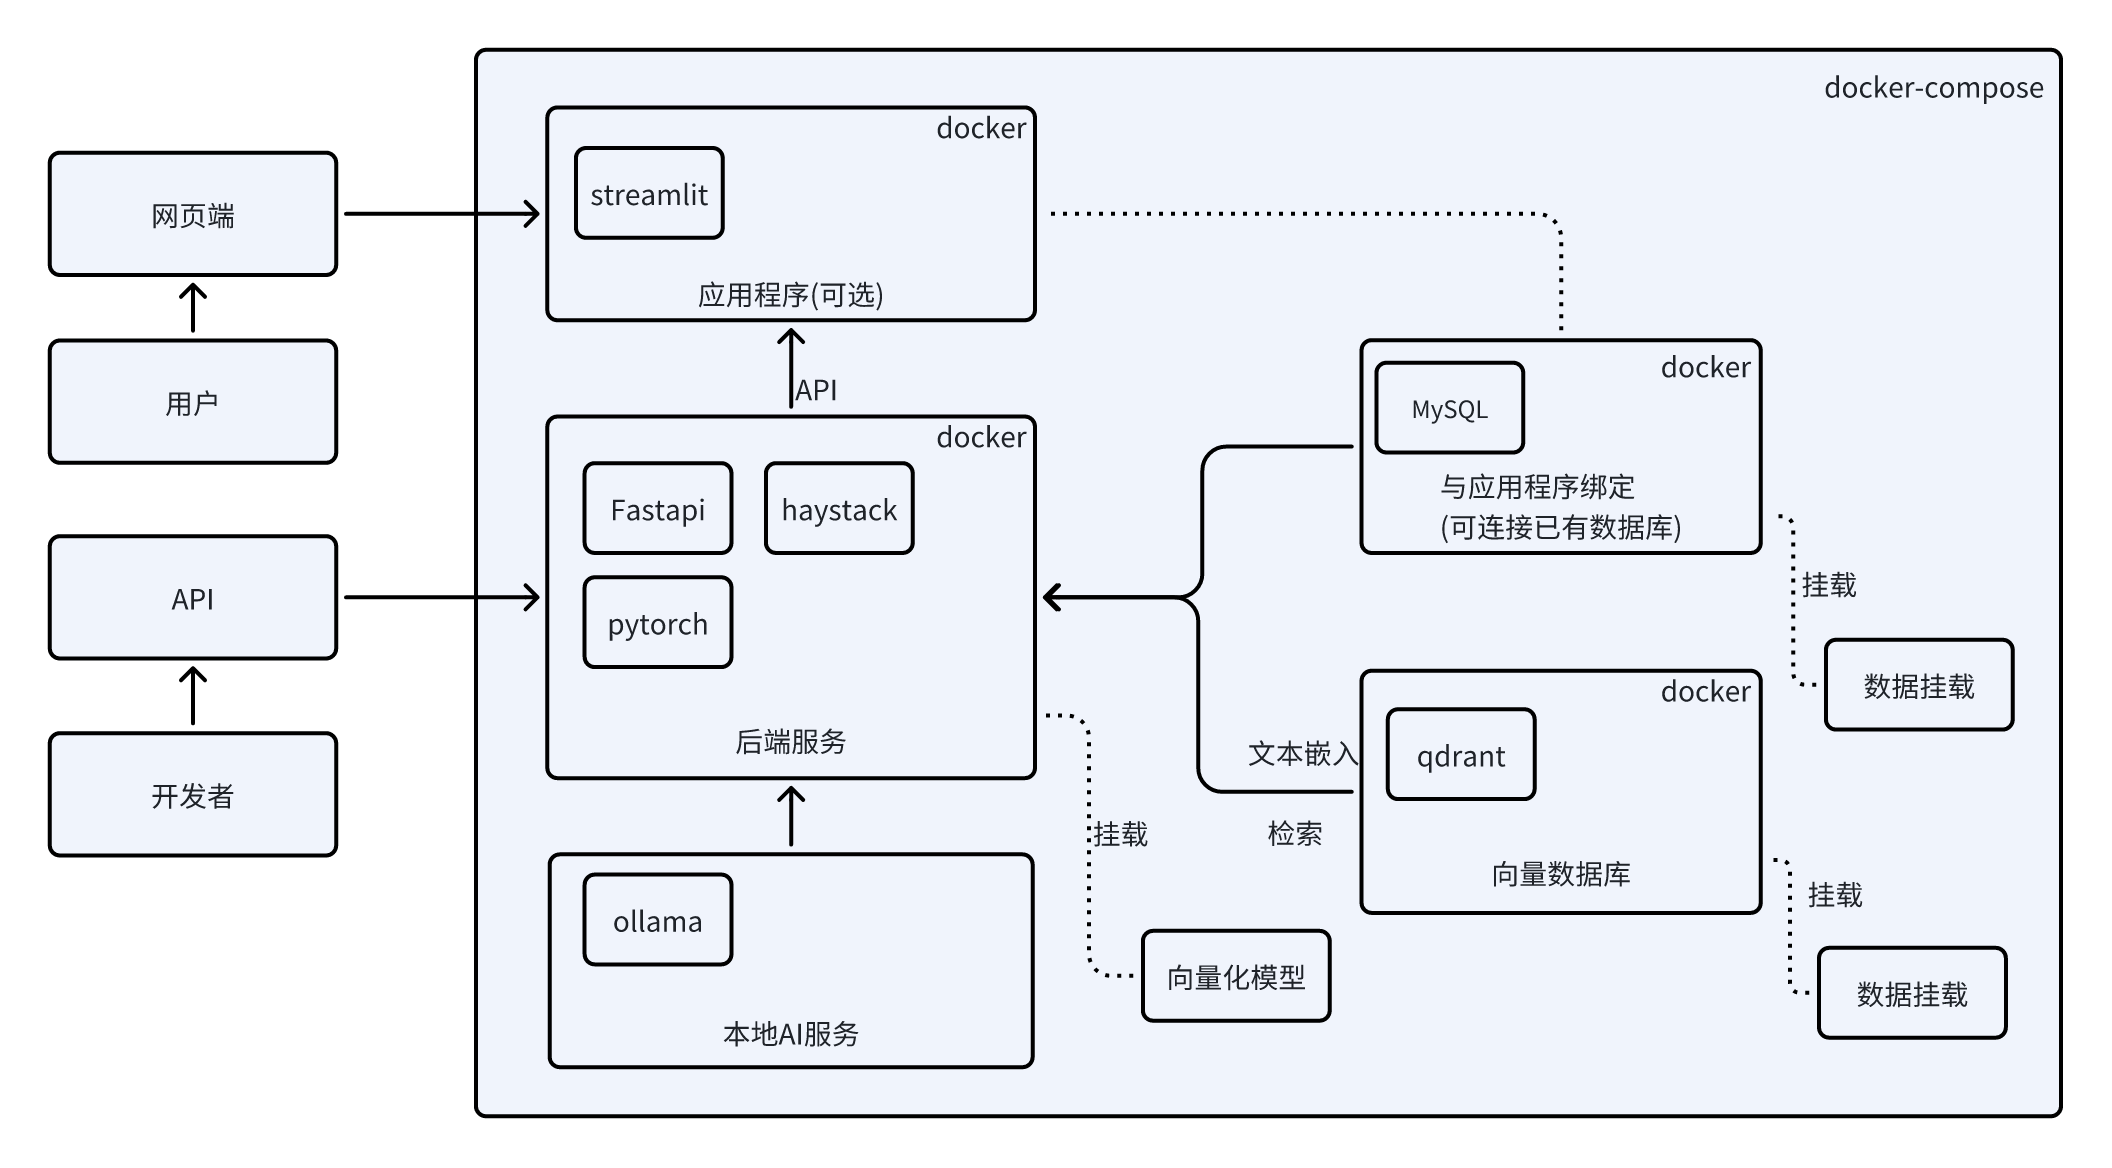 docker-compose
docker
streamlit
应用程序(可选)
网页端
用户
API
docker
MySQL
与应用程序绑定
(可连接已有数据库)
docker
Fastapi
haystack
pytorch
后端服务
API
开发者
挂载
数据挂载
docker
qdrant
文本嵌入
检索
向量数据库
挂载
向量化模型
挂载
数据挂载
ollama
本地AI服务